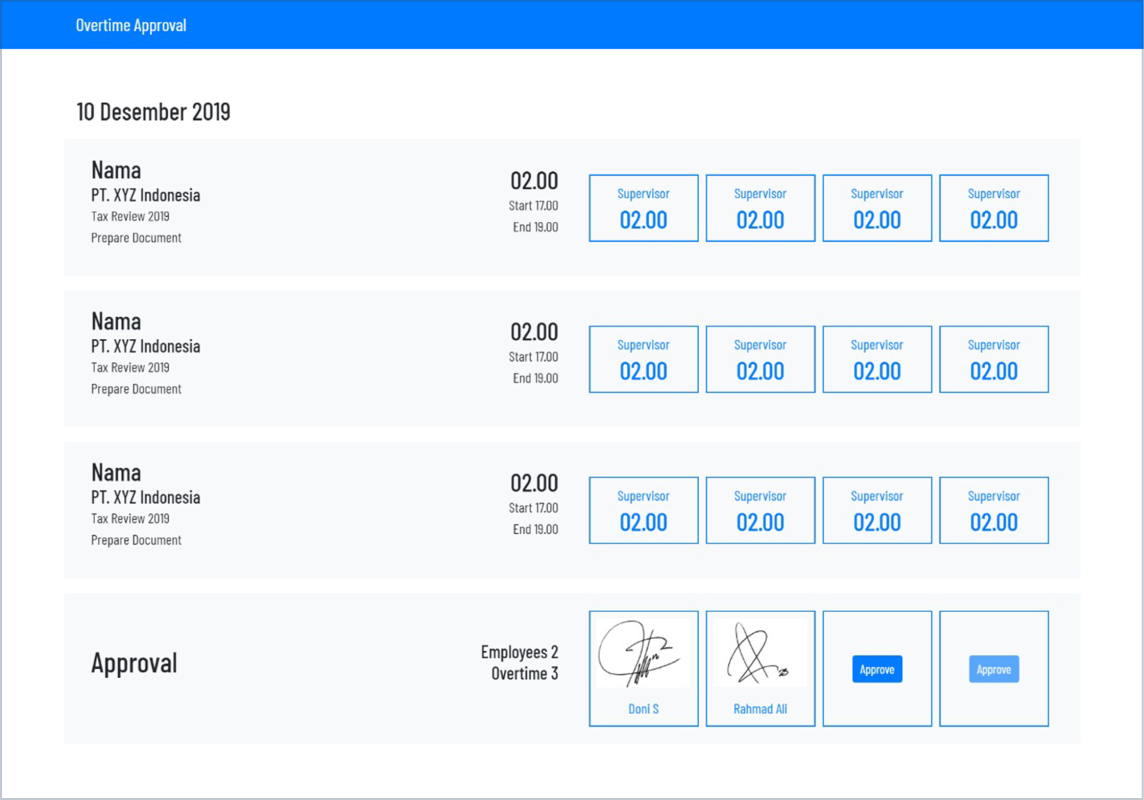 Overtime Approval
10 Desember 2019
Nama
PT. XYZ Indonesia
Tax Review 2019
Prepare Document
02.00
Start 17.00
End 19.00
Supervisor
02.00
Supervisor
02.00
Supervisor
02.00
Supervisor
02.00
Nama
PT. XYZ Indonesia
Tax Review 2019
Prepare Document
02.00
Start 17.00
End 19.00
Supervisor
02.00
Supervisor
02.00
Supervisor
02.00
Supervisor
02.00
Nama
PT. XYZ Indonesia
Tax Review 2019
Prepare Document
02.00
Start 17.00
End 19.00
Supervisor
02.00
Supervisor
02.00
Supervisor
02.00
Supervisor
02.00
Approval
Employees 2
Overtime 3
Doni S
Rahmad Ali
Approve
Approve